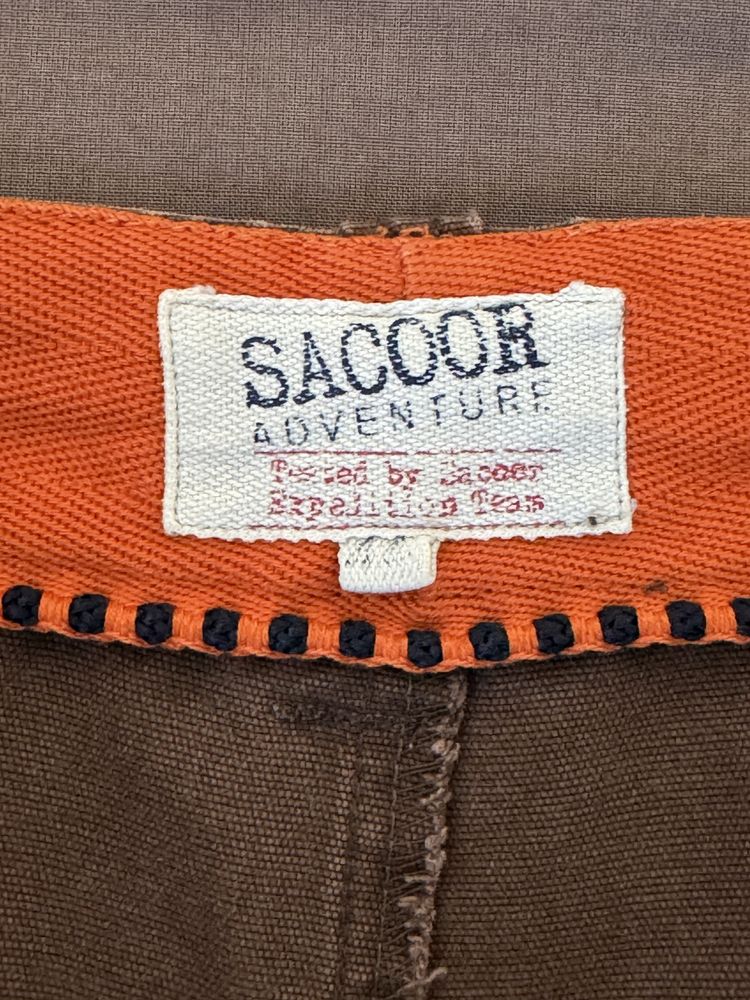 SACOOR
ADVENTURE
Tested by Sacoor
Expedition Team